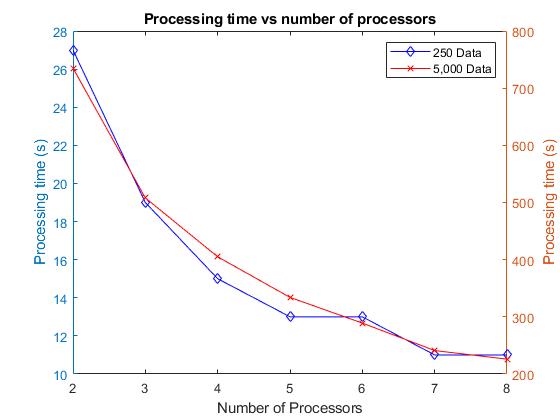 Processing time vs number of processors
250 Data
5,000 Data
28
26
24
22
20
18
16
14
12
10
Processing time (s)
800
700
600
500
400
300
200
Processing time (s)
2 3 4 5 6 7 8
Number of Processors